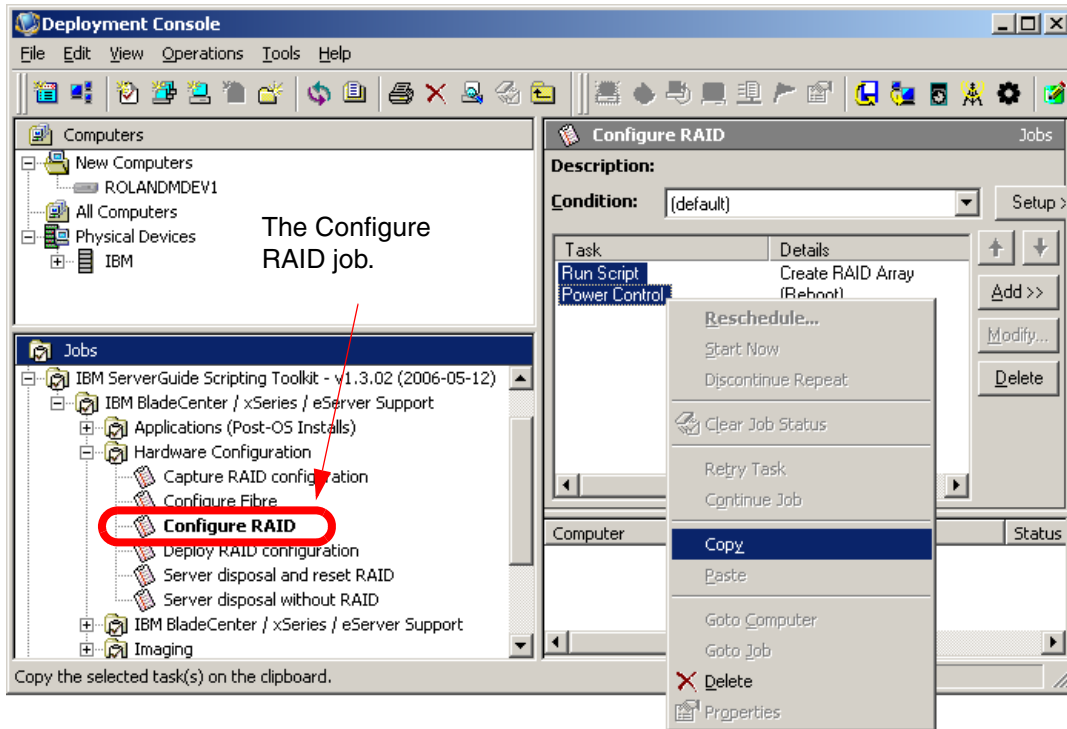 Deployment Console
File Edit View Operations Tools Help
Computers
New Computers
ROLANDMDEV1
All Computers
Physical Devices
IBM
The Configure
RAID job.
Jobs
IBM ServerGuide Scripting Toolkit - v1.3.02 (2006-05-12)
IBM BladeCenter / xSeries / eServer Support
Applications (Post-OS Installs)
Hardware Configuration
Capture RAID configuration
Configure Fibre
Configure RAID
Deploy RAID configuration
Server disposal and reset RAID
Server disposal without RAID
IBM BladeCenter / xSeries / eServer Support
Imaging
Configure RAID Jobs
Description:
Condition: (default) Setup >
Task Details
Run Script Create RAID Array
Power Control (Reboot)
Add >>
Modify...
Delete
Reschedule...
Start Now
Discontinue Repeat
Clear Job Status
Retry Task
Continue Job
Copy
Paste
Goto Computer
Goto Job
Delete
Properties
Computer Status
Copy the selected task(s) on the clipboard.